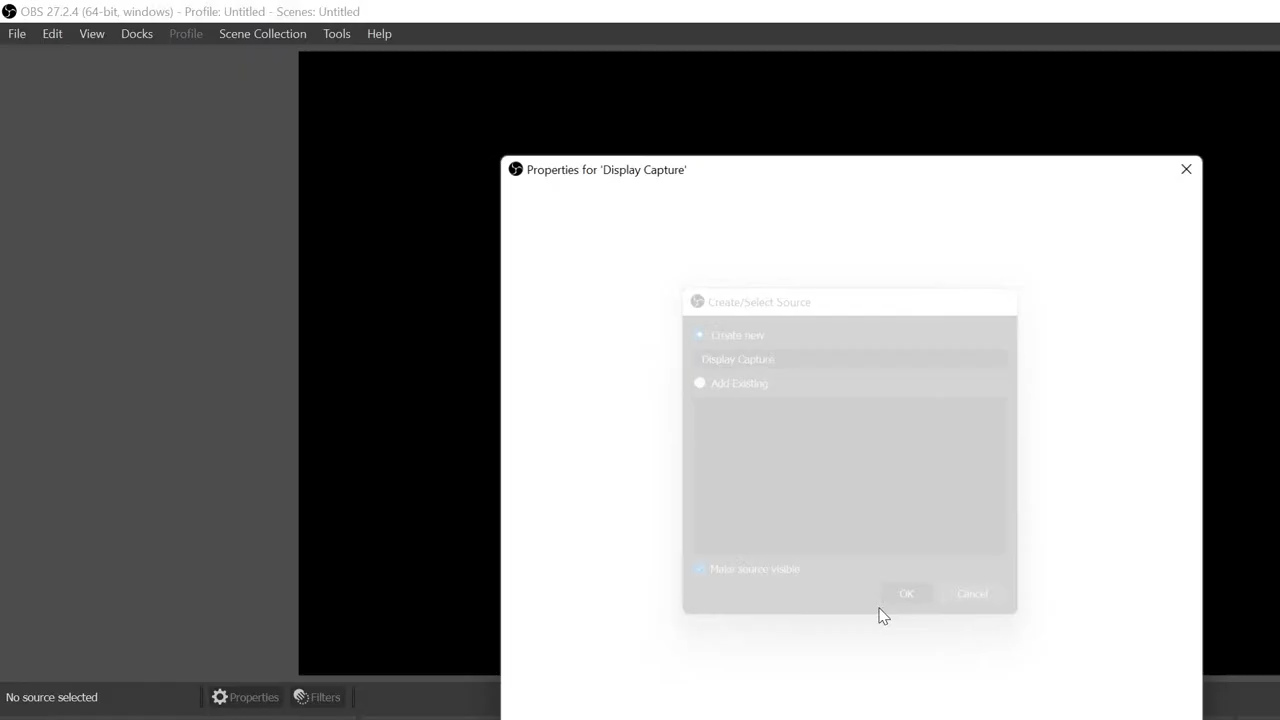 OBS 27.2.4 (64-bit, windows) - Profile: Untitled - Scenes: Untitled
File Edit View Docks Profile Scene Collection Tools Help
Properties for 'Display Capture'
Create/Select Source
Create new
Display Capture
Add Existing
Make source visible
OK Cancel
No source selected Properties Filters